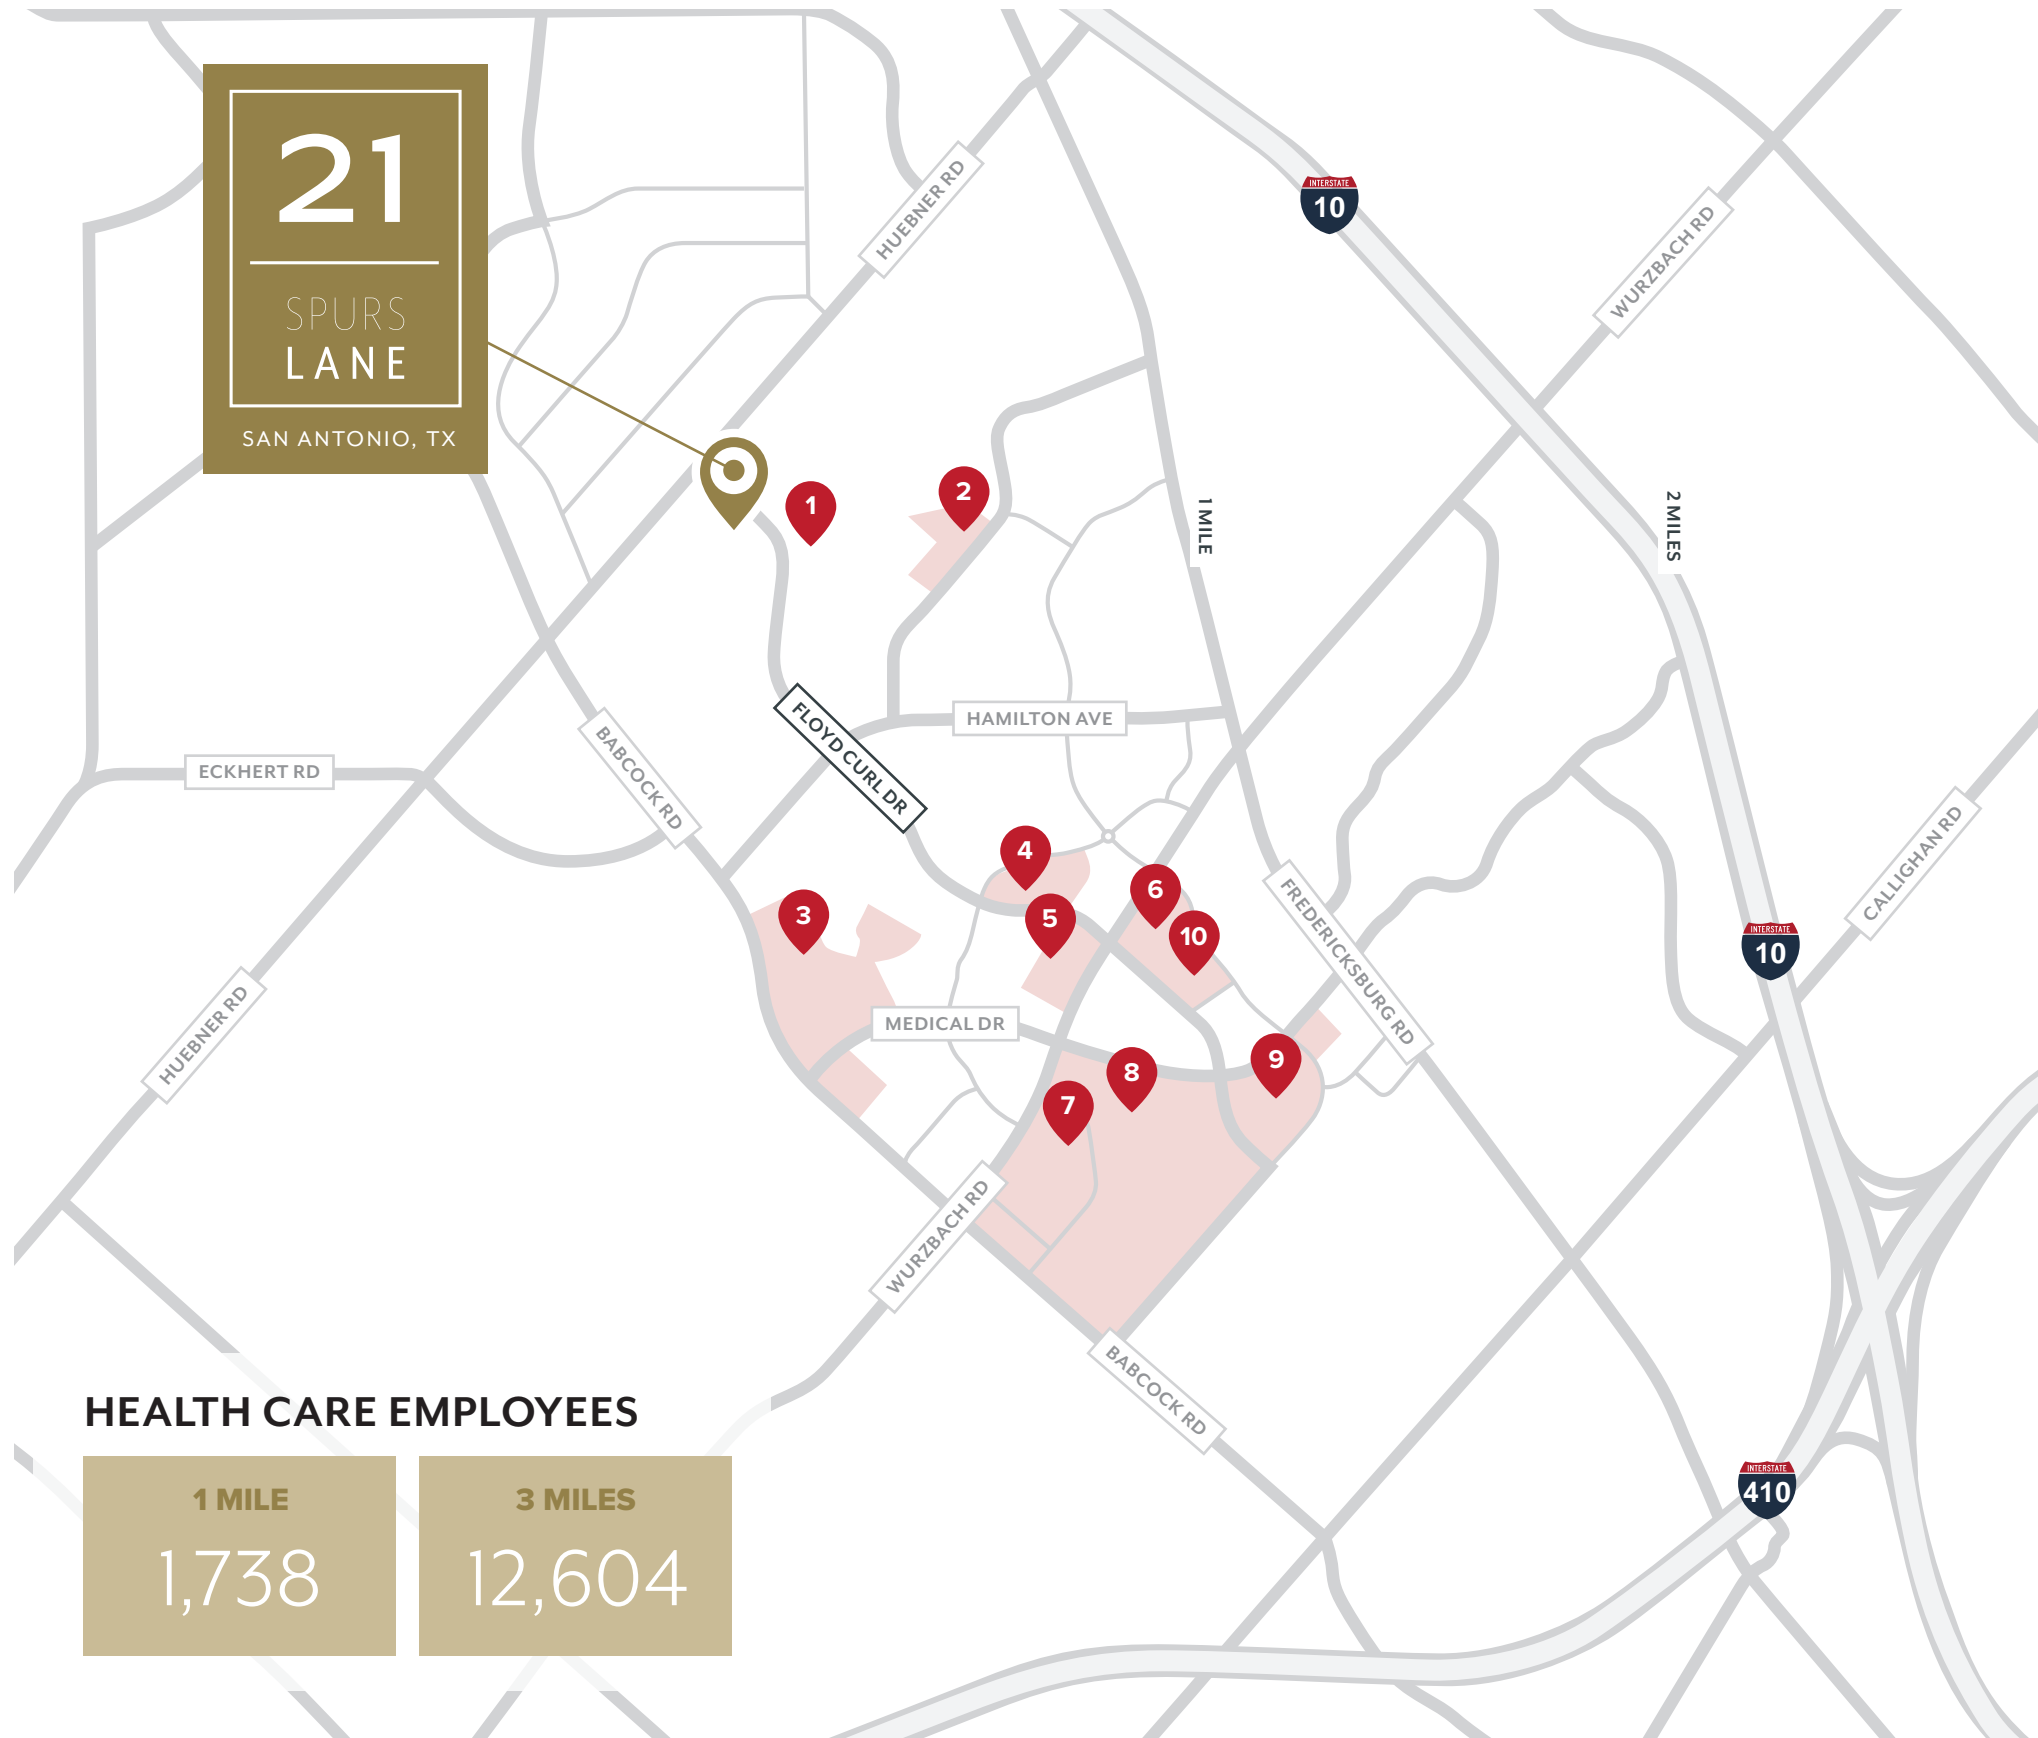 21
SPURS
LANE
SAN ANTONIO, TX
HUEBNER RD
INTERSTATE
10
WURZBACH RD
1
2
1 MILE
2 MILES
HAMILTON AVE
FLOYD CURL DR
BABCOCK RD
ECKHERT RD
4
6
5
3
10
FREDERICKSBURG RD
CALLIGHAN RD
INTERSTATE
10
HUEBNER RD
MEDICAL DR
9
8
7
WURZBACH RD
BABCOCK RD
INTERSTATE
410
HEALTH CARE EMPLOYEES
1 MILE
1,738
3 MILES
12,604